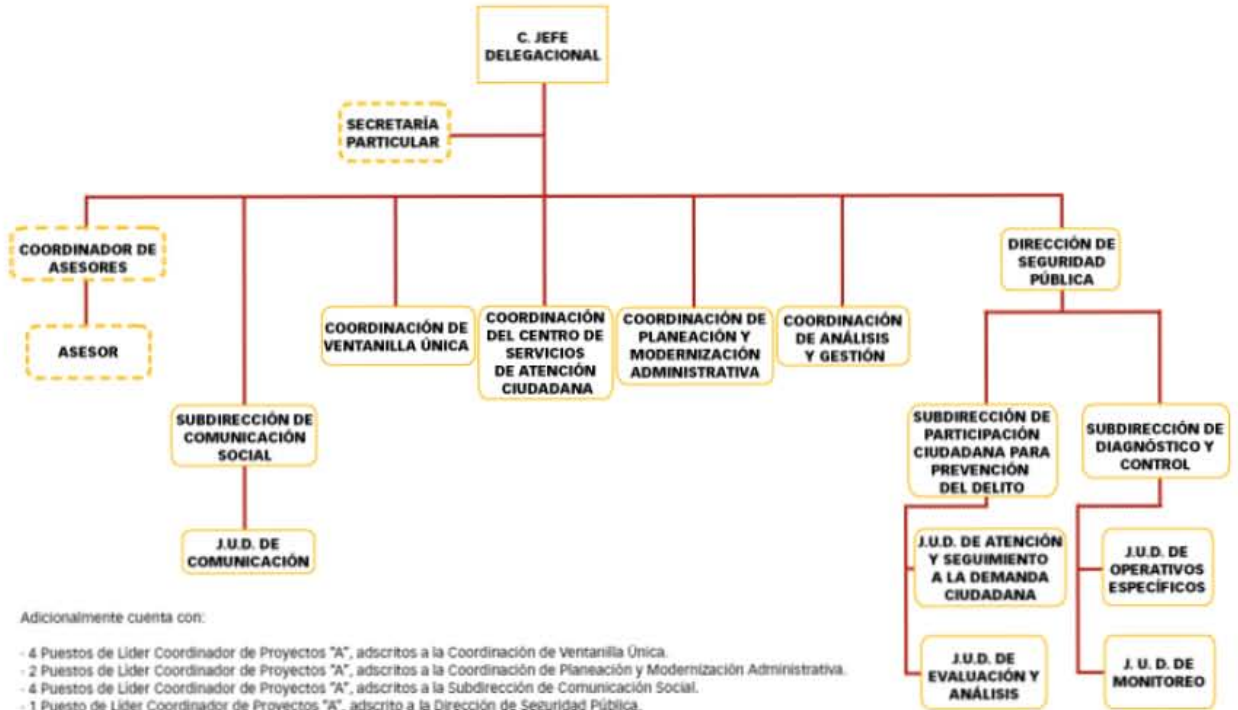 C. JEFE
DELEGACIONAL
SECRETARÍA
PARTICULAR
COORDINADOR DE
ASESORES
ASESOR
SUBDIRECCIÓN DE
COMUNICACIÓN
SOCIAL
J.U.D. DE
COMUNICACIÓN
COORDINACIÓN DE
VENTANILLA ÚNICA
COORDINACIÓN
DEL CENTRO DE
SERVICIOS
DE ATENCIÓN
CIUDADANA
COORDINACIÓN DE
PLANEACIÓN Y
MODERNIZACIÓN
ADMINISTRATIVA
COORDINACIÓN
DE ANÁLISIS
Y GESTIÓN
DIRECCIÓN DE
SEGURIDAD
PÚBLICA
SUBDIRECCIÓN DE
PARTICIPACIÓN
CIUDADANA PARA
PREVENCIÓN
DEL DELITO
J.U.D. DE ATENCIÓN
Y SEGUIMIENTO
A LA DEMANDA
CIUDADANA
J.U.D. DE
EVALUACIÓN Y
ANÁLISIS
SUBDIRECCIÓN DE
DIAGNÓSTICO Y
CONTROL
J.U.D. DE
OPERATIVOS
ESPECÍFICOS
J. U. D. DE
MONITOREO
Adicionalmente cuenta con:
- 4 Puestos de Líder Coordinador de Proyectos "A", adscritos a la Coordinación de Ventanilla Única.
- 2 Puestos de Líder Coordinador de Proyectos "A", adscritos a la Coordinación de Planeación y Modernización Administrativa.
- 4 Puestos de Líder Coordinador de Proyectos "A", adscritos a la Subdirección de Comunicación Social.
- 1 Puesto de Líder Coordinador de Proyectos "A", adscrito a la Dirección de Seguridad Pública.